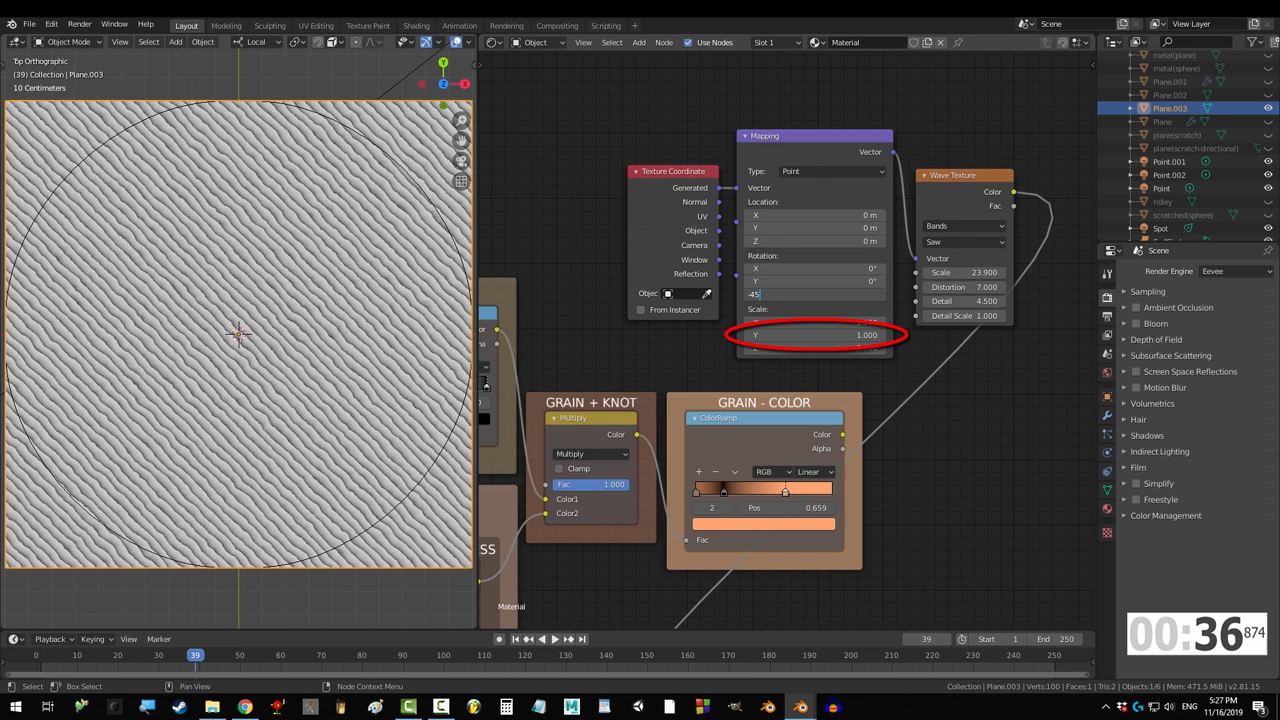 File Edit Render Window Help Layout Modeling Sculpting UV Editing Texture Paint Shading Animation Rendering Compositing Scripting + Scene View Layer
Object Mode View Select Add Object Local Object View Select Add Node Use Nodes Slot 1 Material
Top Orthographic
(39) Collection | Plane.003
10 Centimeters
Y
X
Z
Texture Coordinate
Generated
Normal
UV
Object
Camera
Window
Reflection
Objec
From Instancer
Mapping
Vector
Type: Point
Vector
Location:
X 0 m
Y 0 m
Z 0 m
Rotation:
X 0°
Y 0°
-45
Scale:
Y 1.000
Z
Wave Texture
Color
Fac
Bands
Saw
Vector
Scale 23.900
Distortion 7.000
Detail 4.500
Detail Scale 1.000
GRAIN + KNOT
Multiply
Color
Multiply
Clamp
Fac 1.000
Color1
Color2
GRAIN - COLOR
ColorRamp
Color
Alpha
RGB Linear
2 Pos 0.659
Fac
SS
Material
metal(plane)
metal(sphere)
Plane.001
Plane.002
Plane.003
Plane
plane(scratch)
plane(scratch-directional)
Point.001
Point.002
Point
ridley
scratched(sphere)
Spot
Scene
Render Engine Eevee
Sampling
Ambient Occlusion
Bloom
Depth of Field
Subsurface Scattering
Screen Space Reflections
Motion Blur
Volumetrics
Hair
Shadows
Indirect Lighting
Film
Simplify
Freestyle
Color Management
00:36 874
Playback Keying View Marker 39 Start 1 End 250
0 10 20 30 40 50 60 70 80 90 100 110 120 130 140 150 160 170 180 190 200 210 220 230 240 250
39
Select Box Select Pan View Node Context Menu Collection | Plane.003 | Verts:100 | Faces:1 | Tris:2 | Objects:1/6 | Mem: 471.5 MiB | v2.81.15
5:27 PM
11/16/2019